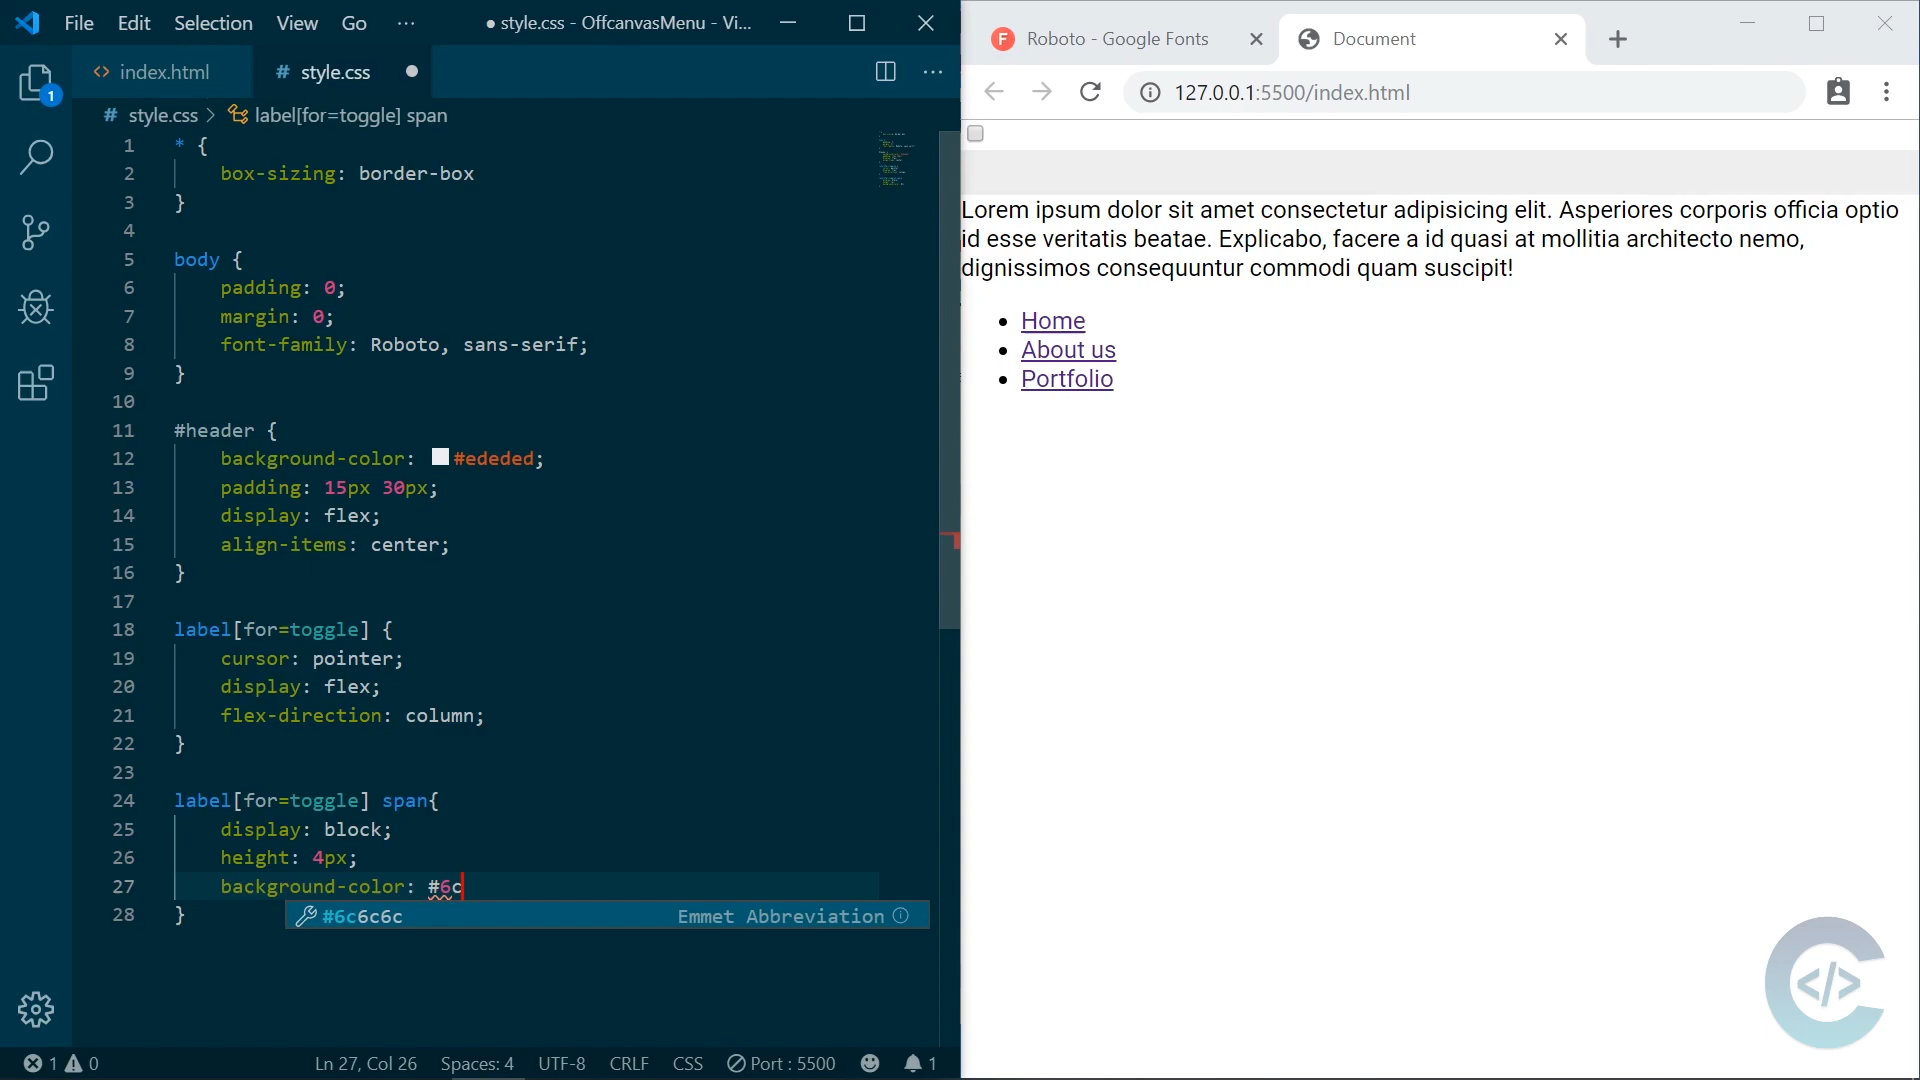 File Edit Selection View Go ···
● style.css - OffcanvasMenu - Vi...
<> index.html
# style.css ●
# style.css > label[for=toggle] span
1 * {
2 box-sizing: border-box
3 }
4
5 body {
6 padding: 0;
7 margin: 0;
8 font-family: Roboto, sans-serif;
9 }
10
11 #header {
12 background-color: #ededed;
13 padding: 15px 30px;
14 display: flex;
15 align-items: center;
16 }
17
18 label[for=toggle] {
19 cursor: pointer;
20 display: flex;
21 flex-direction: column;
22 }
23
24 label[for=toggle] span{
25 display: block;
26 height: 4px;
27 background-color: #6c
#6c6c6c Emmet Abbreviation
28 }
1
1 0
Ln 27, Col 26 Spaces: 4 UTF-8 CRLF CSS Port : 5500 1
F Roboto - Google Fonts
Document
127.0.0.1:5500/index.html
Lorem ipsum dolor sit amet consectetur adipisicing elit. Asperiores corporis officia optio
id esse veritatis beatae. Explicabo, facere a id quasi at mollitia architecto nemo,
dignissimos consequuntur commodi quam suscipit!
• Home
• About us
• Portfolio
C </>